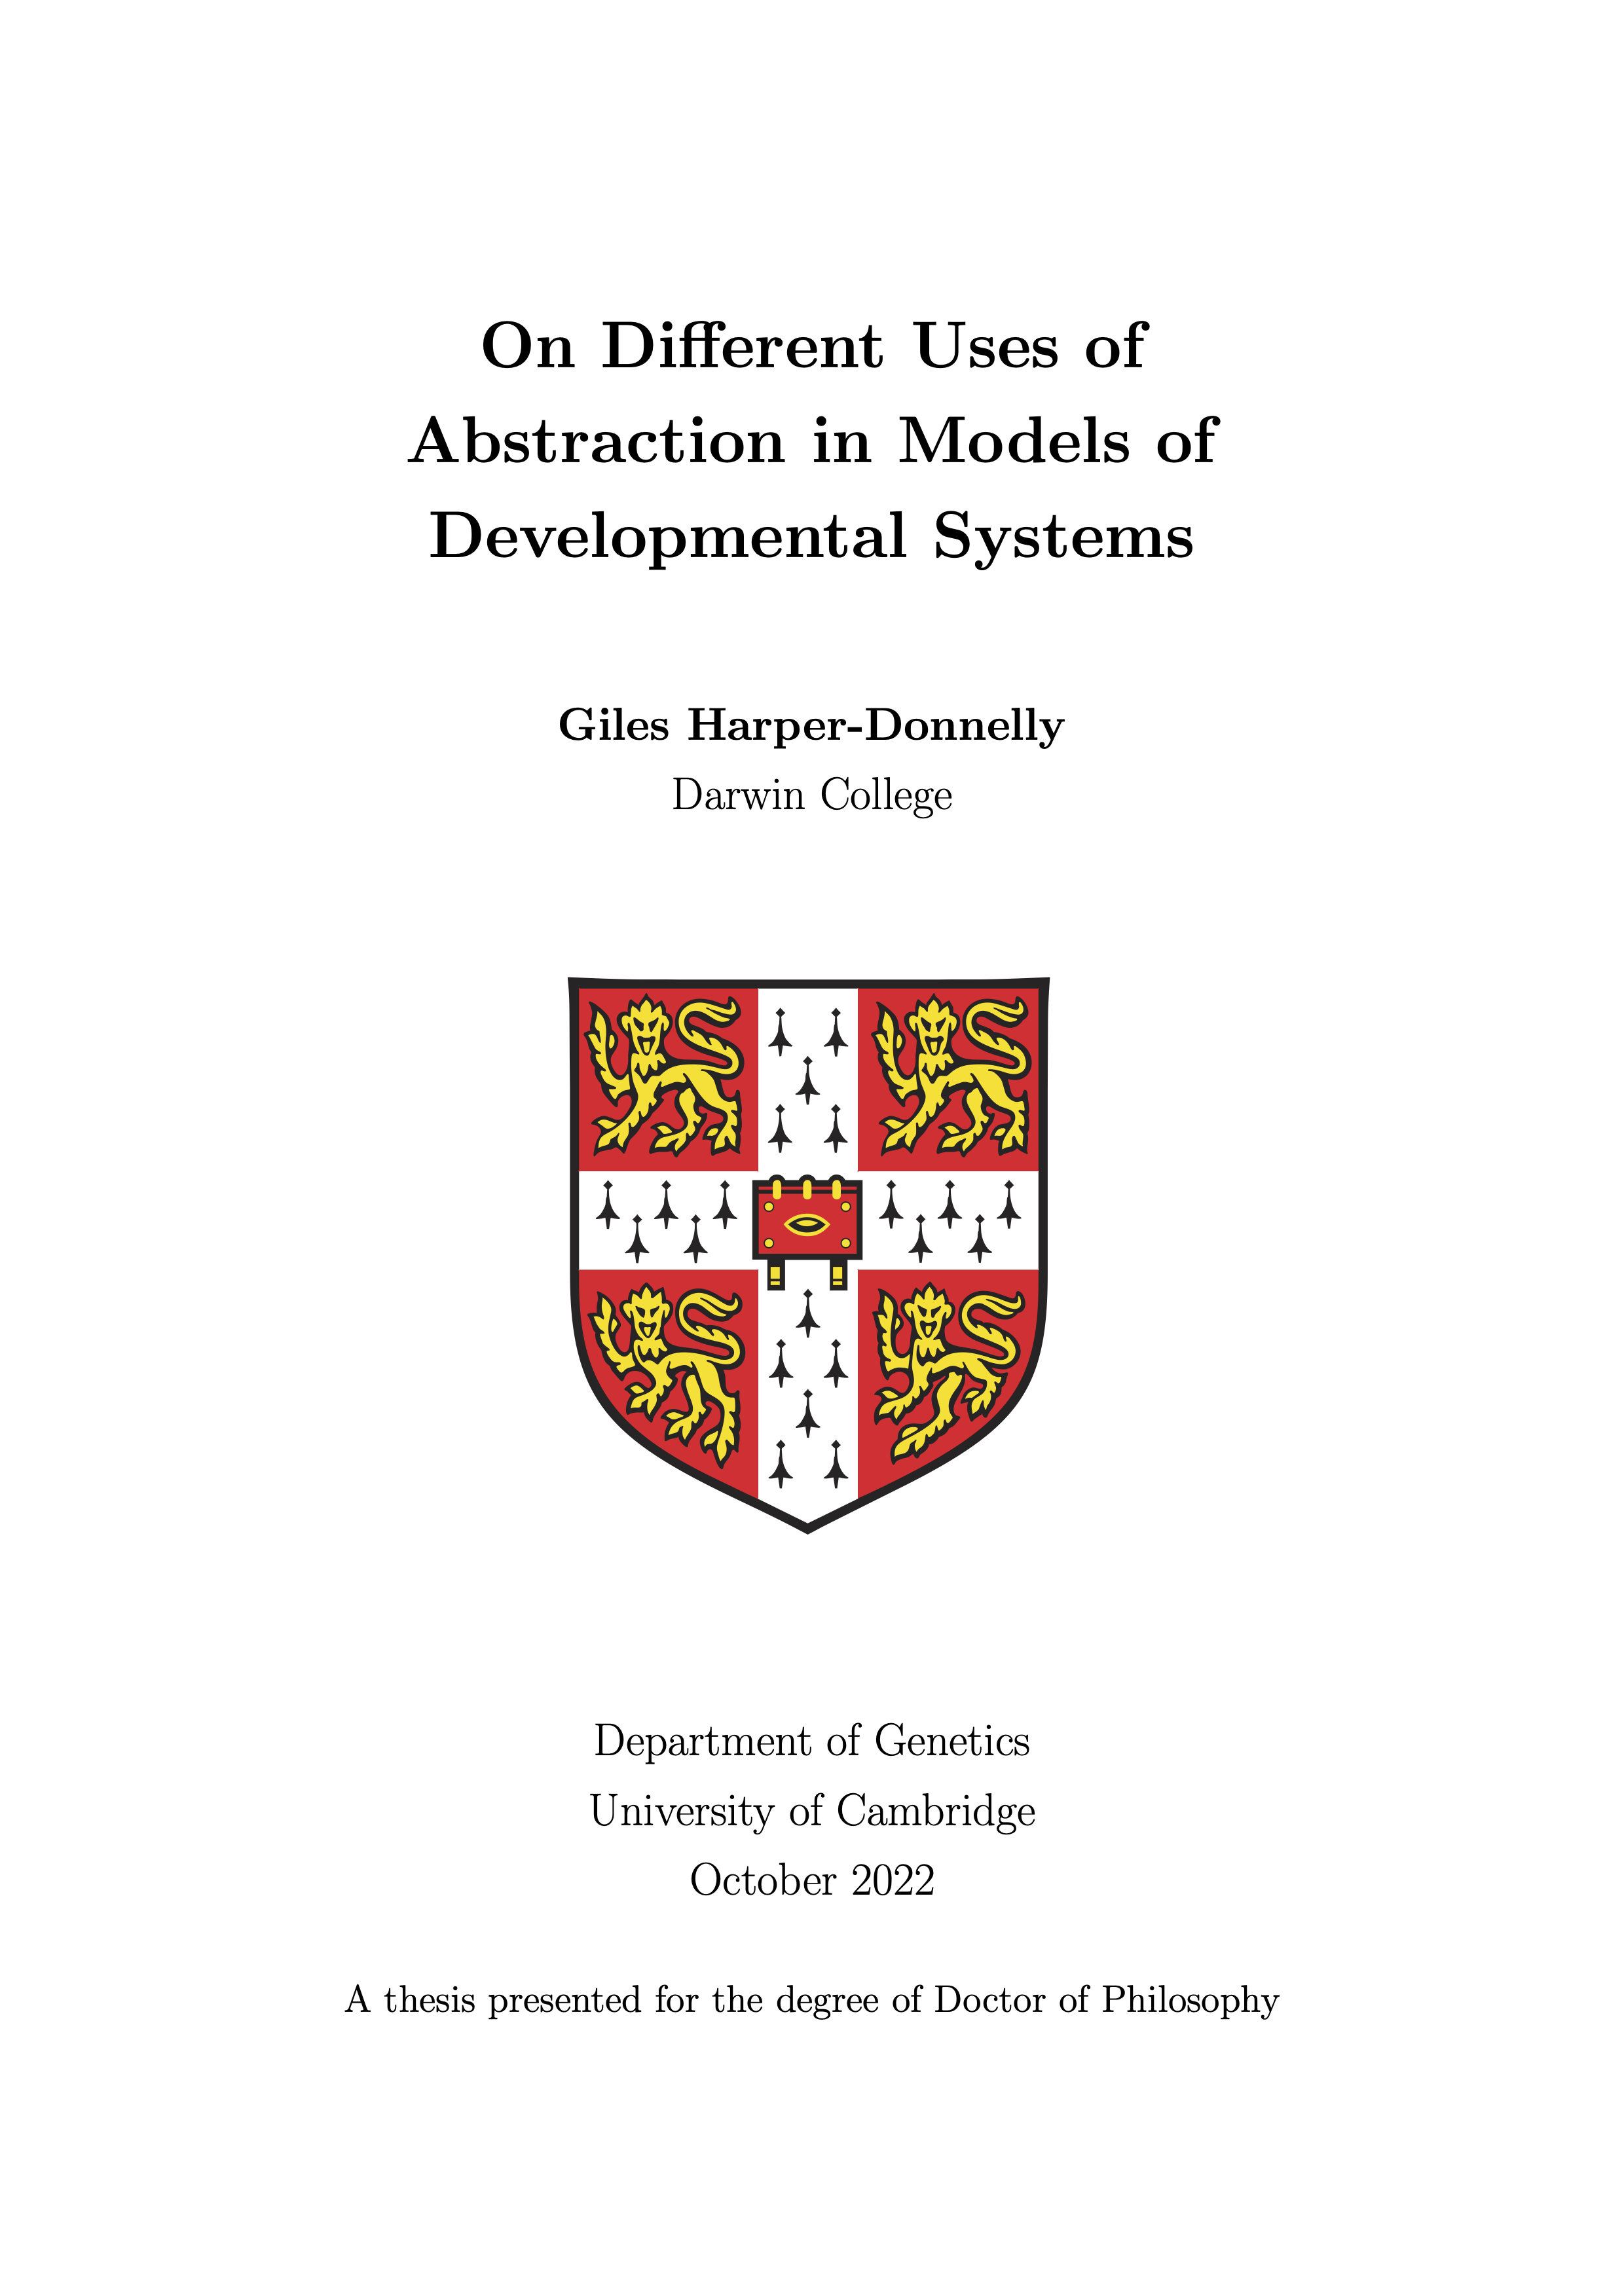 On Different Uses of
Abstraction in Models of
Developmental Systems
Giles Harper-Donnelly
Darwin College
Department of Genetics
University of Cambridge
October 2022
A thesis presented for the degree of Doctor of Philosophy